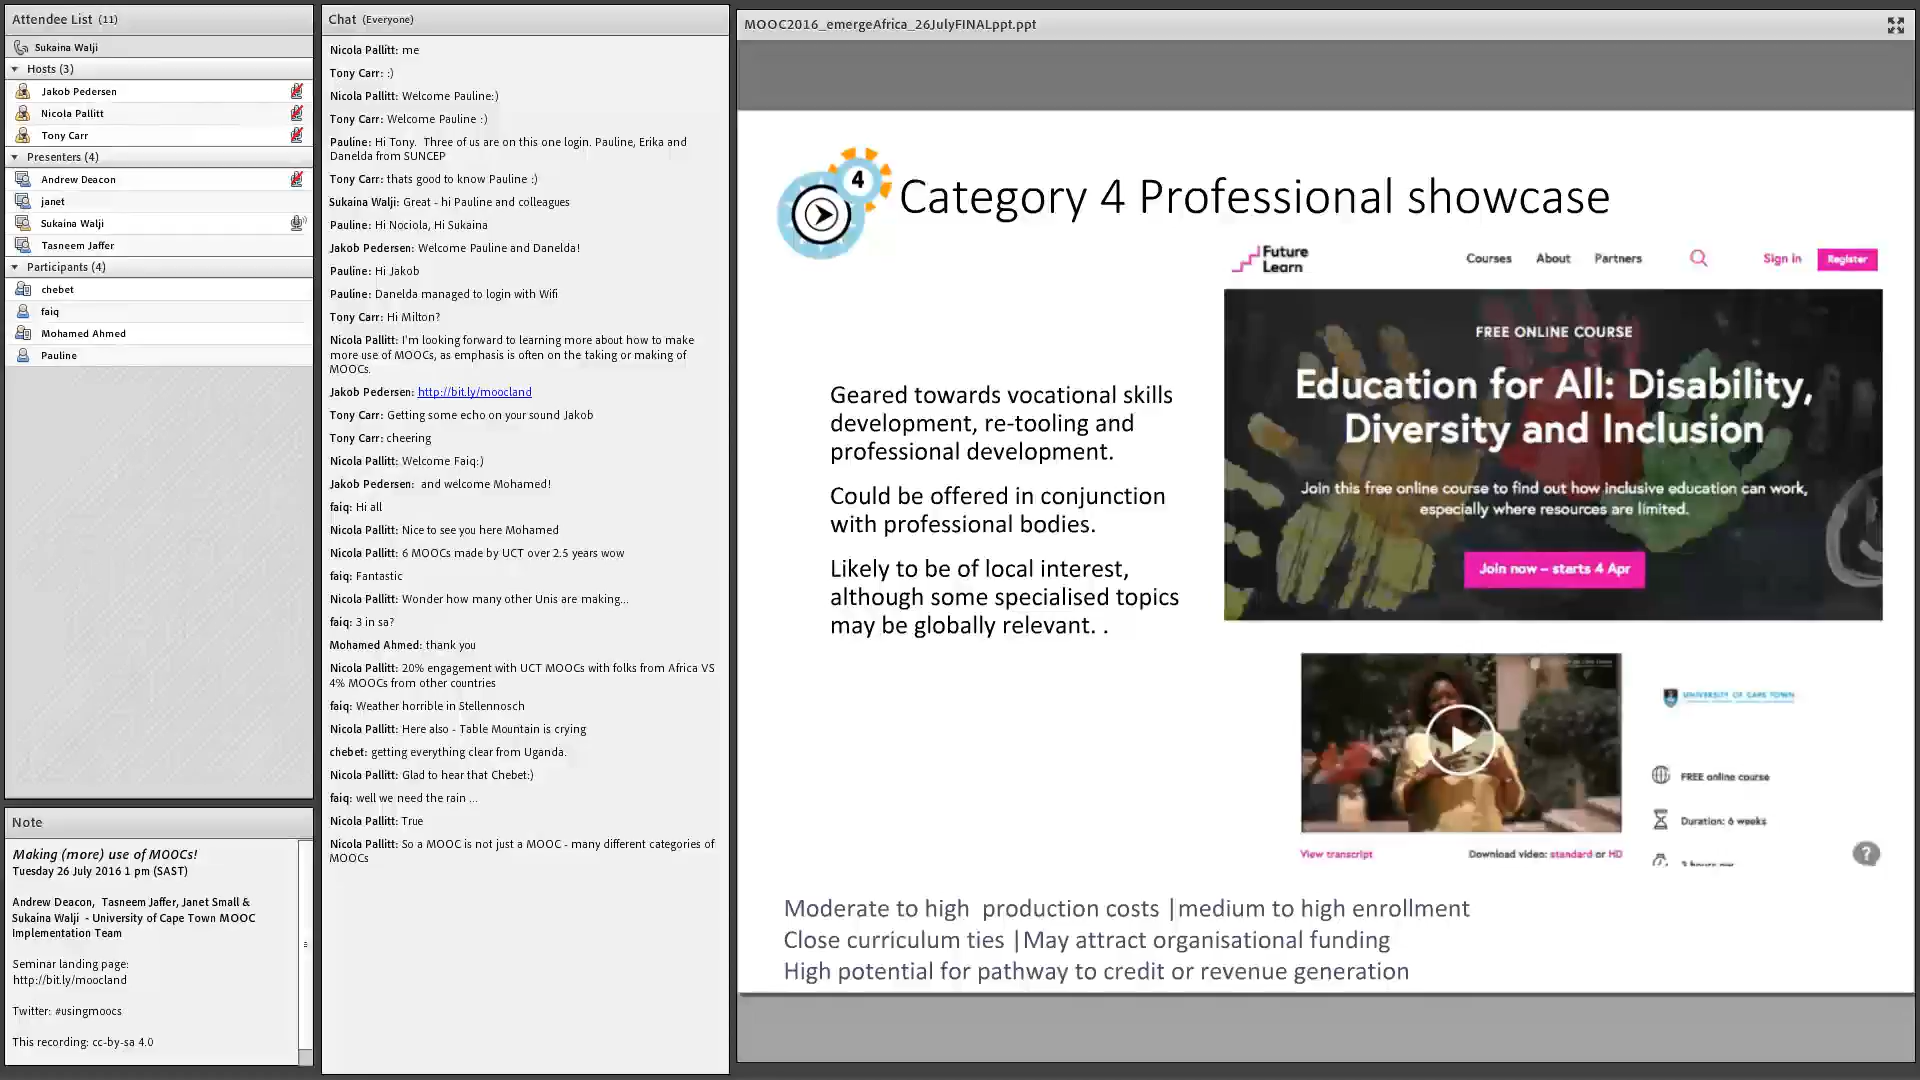 Attendee List (11)
Sukaina Walji
Hosts (3)
Jakob Pedersen
Nicola Pallitt
Tony Carr
Presenters (4)
Andrew Deacon
janet
Sukaina Walji
Tasneem Jaffer
Participants (4)
chebet
faiq
Mohamed Ahmed
Pauline
Note
Making (more) use of MOOCs!
Tuesday 26 July 2016 1 pm (SAST)
Andrew Deacon, Tasneem Jaffer, Janet Small &
Sukaina Walji - University of Cape Town MOOC
Implementation Team
Seminar landing page:
http://bit.ly/moocland
Twitter: #usingmoocs
This recording: cc-by-sa 4.0
Chat (Everyone)
Nicola Pallitt: me
Tony Carr: :)
Nicola Pallitt: Welcome Pauline:)
Tony Carr: Welcome Pauline :)
Pauline: Hi Tony. Three of us are on this one login. Pauline, Erika and
Danelda from SUNCEP
Tony Carr: thats good to know Pauline :)
Sukaina Walji: Great - hi Pauline and colleagues
Pauline: Hi Nociola, Hi Sukaina
Jakob Pedersen: Welcome Pauline and Danelda!
Pauline: Hi Jakob
Pauline: Danelda managed to login with Wifi
Tony Carr: Hi Milton?
Nicola Pallitt: I'm looking forward to learning more about how to make
more use of MOOCs, as emphasis is often on the taking or making of
MOOCs.
Jakob Pedersen: http://bit.ly/moocland
Tony Carr: Getting some echo on your sound Jakob
Tony Carr: cheering
Nicola Pallitt: Welcome Faiq:)
Jakob Pedersen: and welcome Mohamed!
faiq: Hi all
Nicola Pallitt: Nice to see you here Mohamed
Nicola Pallitt: 6 MOOCs made by UCT over 2.5 years wow
faiq: Fantastic
Nicola Pallitt: Wonder how many other Unis are making...
faiq: 3 in sa?
Mohamed Ahmed: thank you
Nicola Pallitt: 20% engagement with UCT MOOCs with folks from Africa VS
4% MOOCs from other countries
faiq: Weather horrible in Stellennosch
Nicola Pallitt: Here also - Table Mountain is crying
chebet: getting everything clear from Uganda.
Nicola Pallitt: Glad to hear that Chebet:)
faiq: well we need the rain ...
Nicola Pallitt: True
Nicola Pallitt: So a MOOC is not just a MOOC - many different categories of
MOOCs
MOOC2016_emergeAfrica_26JulyFINALppt.ppt
4
Category 4 Professional showcase
Future
Learn
Courses About Partners Sign in Register
FREE ONLINE COURSE
Education for All: Disability,
Diversity and Inclusion
Join this free online course to find out how inclusive education can work,
especially where resources are limited.
Join now – starts 4 Apr
Geared towards vocational skills
development, re-tooling and
professional development.
Could be offered in conjunction
with professional bodies.
Likely to be of local interest,
although some specialised topics
may be globally relevant. .
UNIVERSITY OF CAPE TOWN
FREE online course
Duration: 6 weeks
3 hours per
View transcript
Download video: standard or HD
?
Moderate to high production costs |medium to high enrollment
Close curriculum ties |May attract organisational funding
High potential for pathway to credit or revenue generation